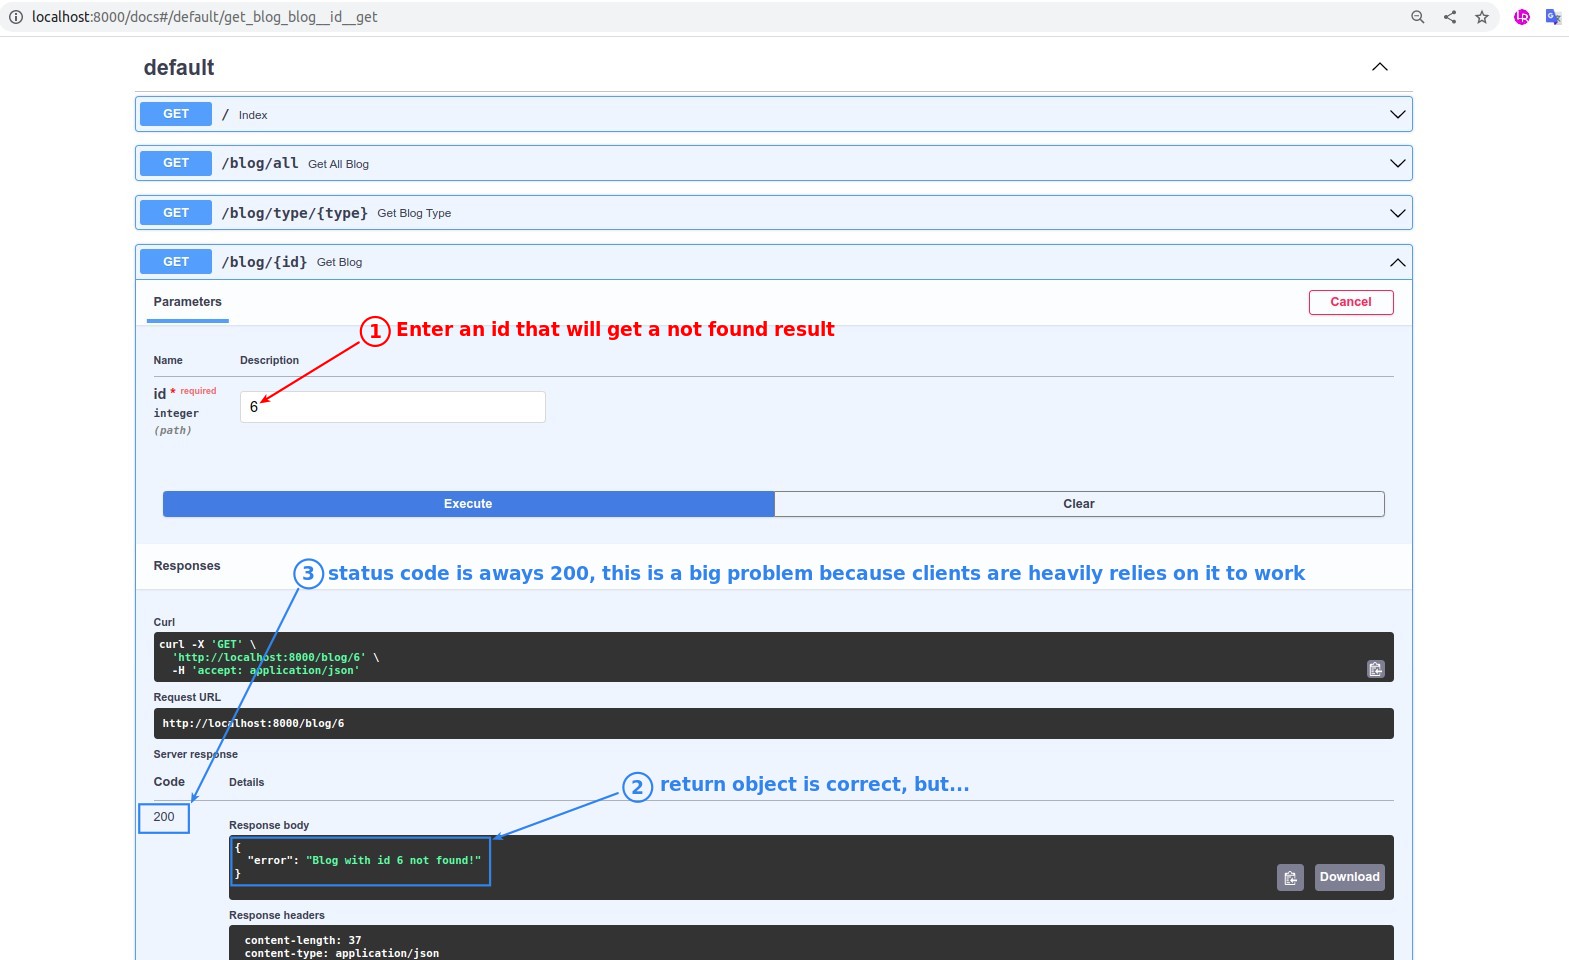 localhost:8000/docs#/default/get_blog_blog__id__get
default
GET / Index
GET /blog/all Get All Blog
GET /blog/type/{type} Get Blog Type
GET /blog/{id} Get Blog
Parameters
Cancel
1 Enter an id that will get a not found result
Name Description
id * required
integer
(path)
6
Execute
Clear
Responses
3 status code is aways 200, this is a big problem because clients are heavily relies on it to work
Curl
curl -X 'GET' \
'http://localhost:8000/blog/6' \
-H 'accept: application/json'
Request URL
http://localhost:8000/blog/6
Server response
Code Details
2 return object is correct, but...
200
Response body
{
"error": "Blog with id 6 not found!"
}
Download
Response headers
content-length: 37
content-type: application/json